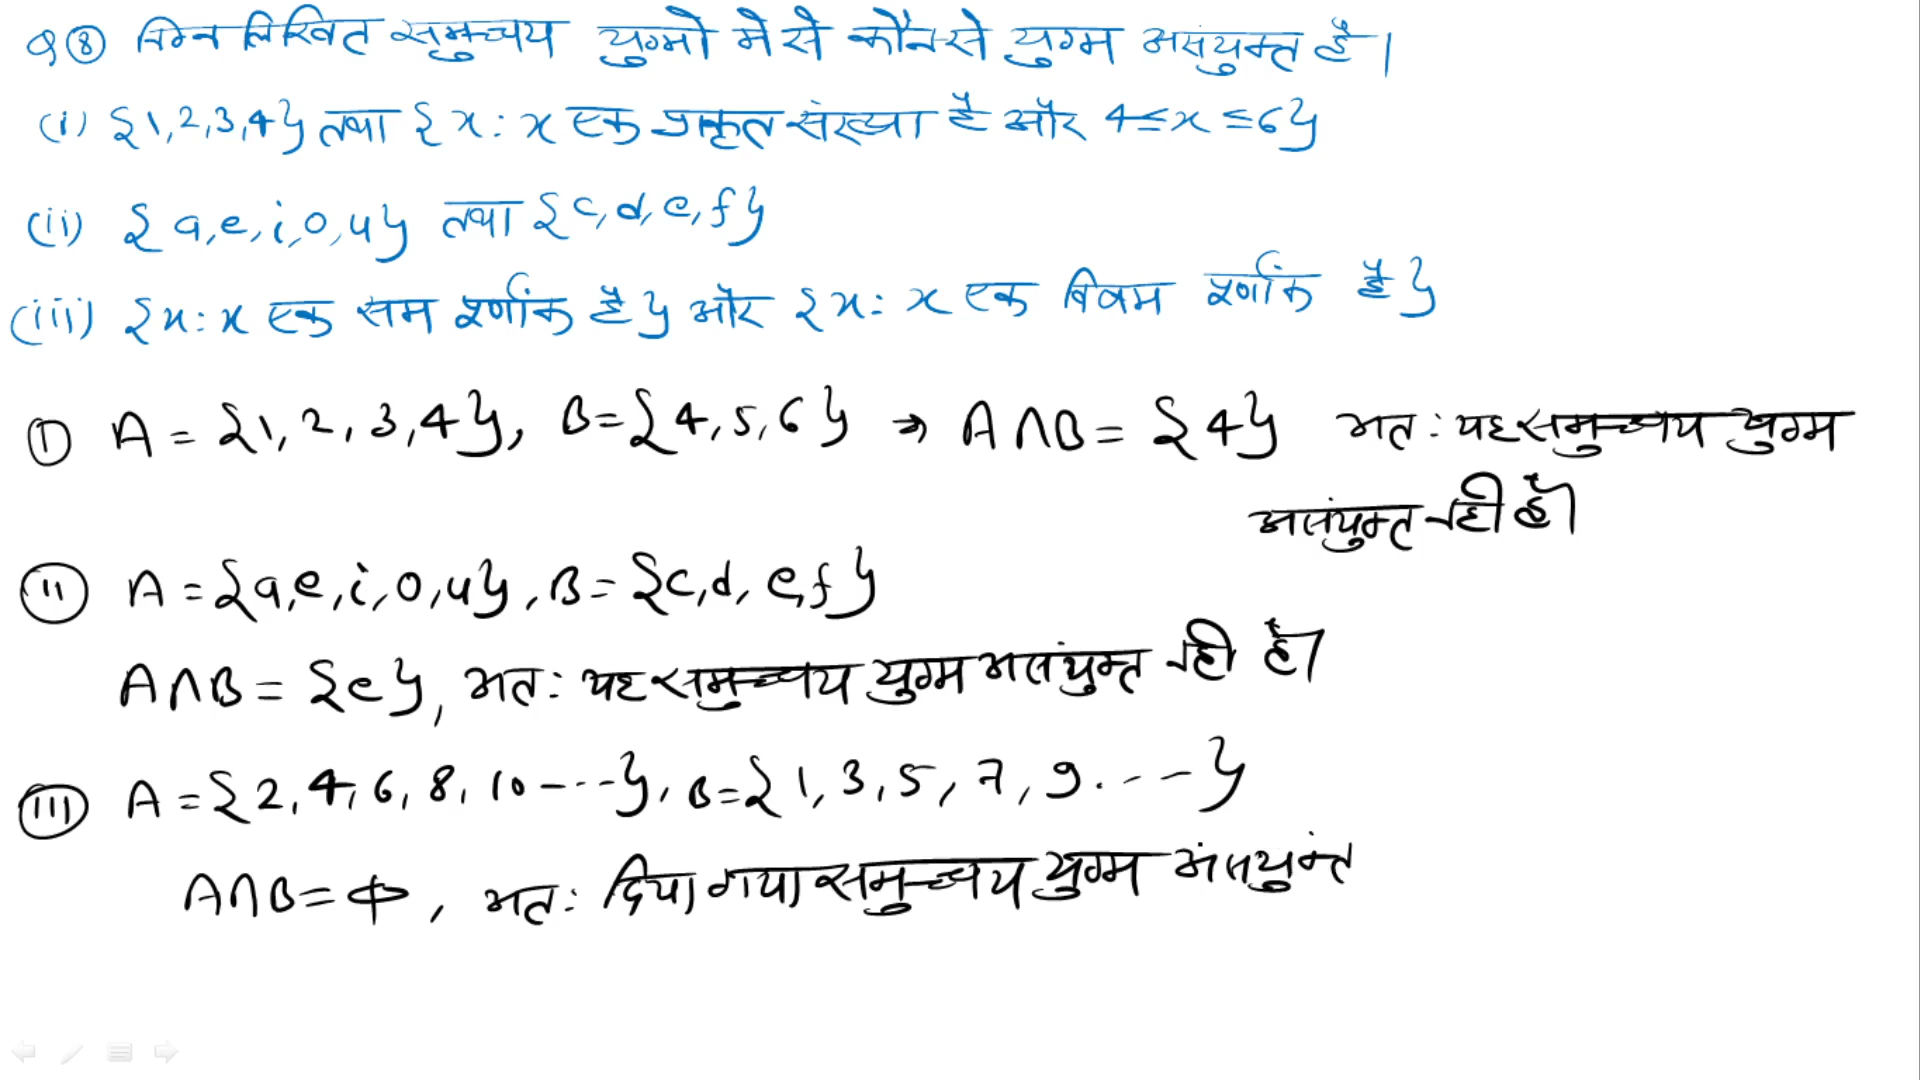 Q ⑧ निम्नलिखित समुच्चय युग्मो मे से कौन से युग्म असंयुक्त है।
(i) {1,2,3,4} तथा {x : x एक प्राकृत संख्या है और 4≤x≤6}
(ii) {a,e,i,o,u} तथा {c,d,e,f}
(iii) {x : x एक सम पूर्णांक है} और {x : x एक विषम पूर्णांक है}
① A = {1,2,3,4}, B={4,5,6} → A∩B = {4} अतः यह समुच्चय युग्म
असंयुक्त नही है।
(ii) A = {a,e,i,o,u}, B = {c,d,e,f}
A∩B = {e}, अतः यह समुच्चय युग्म असंयुक्त नही है।
(iii) A = {2,4,6,8,10 ----}, B={1,3,5,7,9.---}
A∩B = ϕ, अतः दिया गया समुच्चय युग्म असंयुक्त